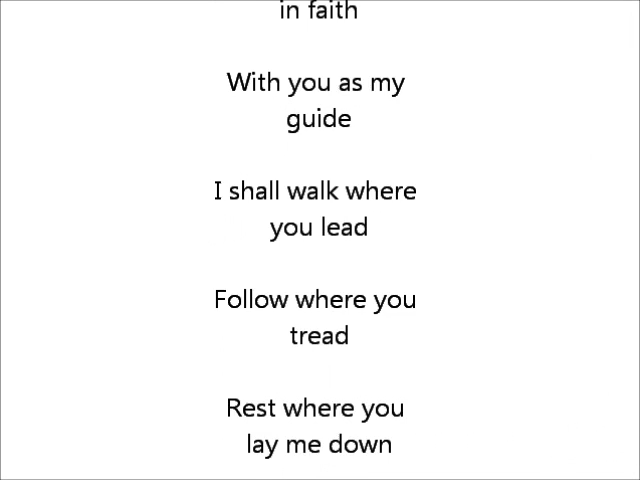 in faith
With you as my
guide
I shall walk where
you lead
Follow where you
tread
Rest where you
lay me down